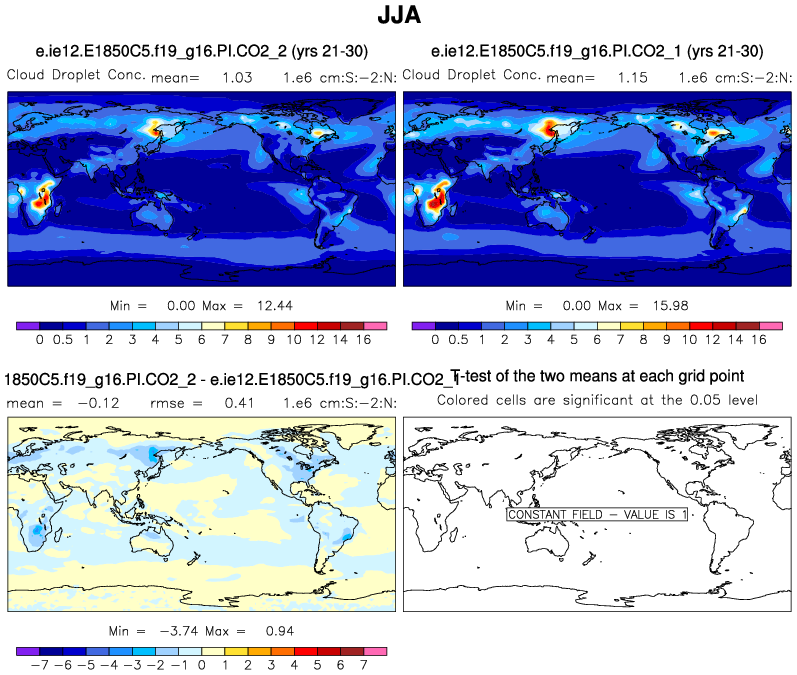 JJA
e.ie12.E1850C5.f19_g16.PI.CO2_2 (yrs 21-30)
Cloud Droplet Conc. mean= 1.03 1.e6 cm:S:−2:N:
Min = 0.00 Max = 12.44
0 0.5 1 2 3 4 5 6 7 8 9 10 12 14 16
e.ie12.E1850C5.f19_g16.PI.CO2_1 (yrs 21-30)
Cloud Droplet Conc. mean= 1.15 1.e6 cm:S:−2:N:
Min = 0.00 Max = 15.98
0 0.5 1 2 3 4 5 6 7 8 9 10 12 14 16
1850C5.f19_g16.PI.CO2_2 - e.ie12.E1850C5.f19_g16.PI.CO2_1
mean = −0.12 rmse = 0.41 1.e6 cm:S:−2:N:
Min = −3.74 Max = 0.94
−7 −6 −5 −4 −3 −2 −1 0 1 2 3 4 5 6 7
T-test of the two means at each grid point
Colored cells are significant at the 0.05 level
CONSTANT FIELD − VALUE IS 1